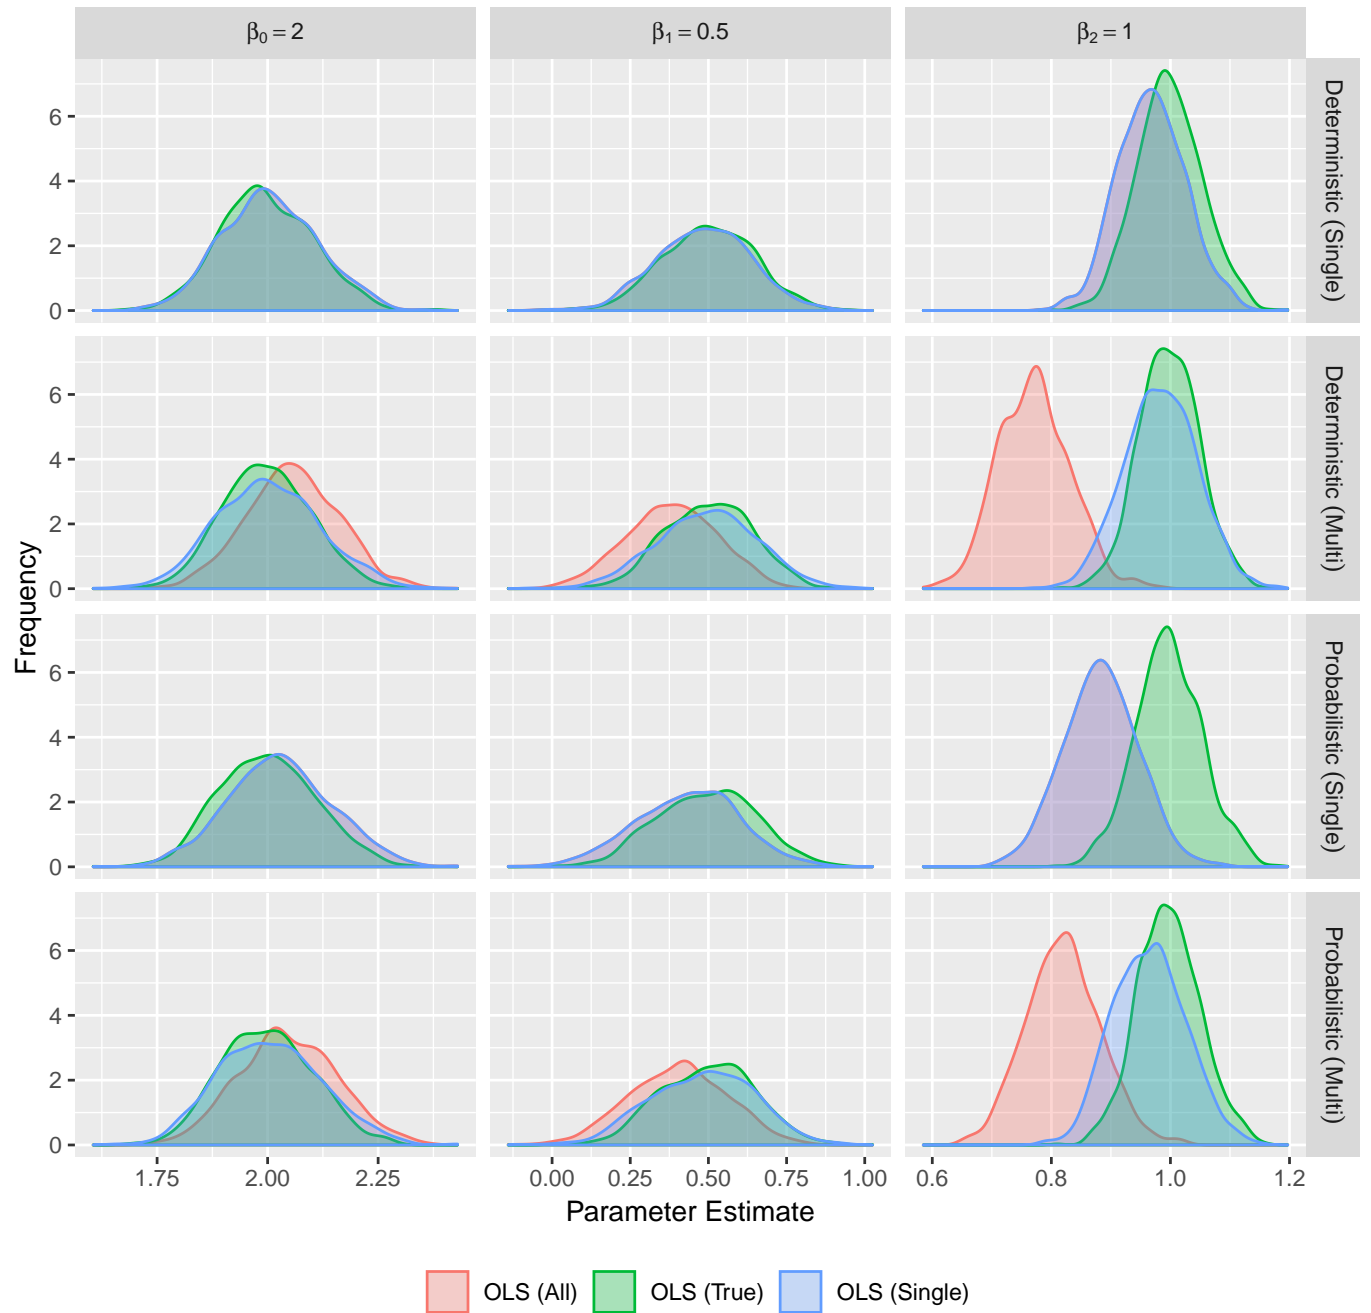 β₀ = 2
β₁ = 0.5
β₂ = 1
Frequency
0
2
4
6
Deterministic (Single)
0
2
4
6
Deterministic (Multi)
0
2
4
6
Probabilistic (Single)
0
2
4
6
Probabilistic (Multi)
1.75 2.00 2.25
0.00 0.25 0.50 0.75 1.00
0.6 0.8 1.0 1.2
Parameter Estimate
OLS (All) OLS (True) OLS (Single)